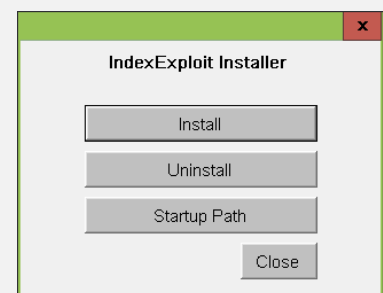 x
IndexExploit Installer
Install
Uninstall
Startup Path
Close